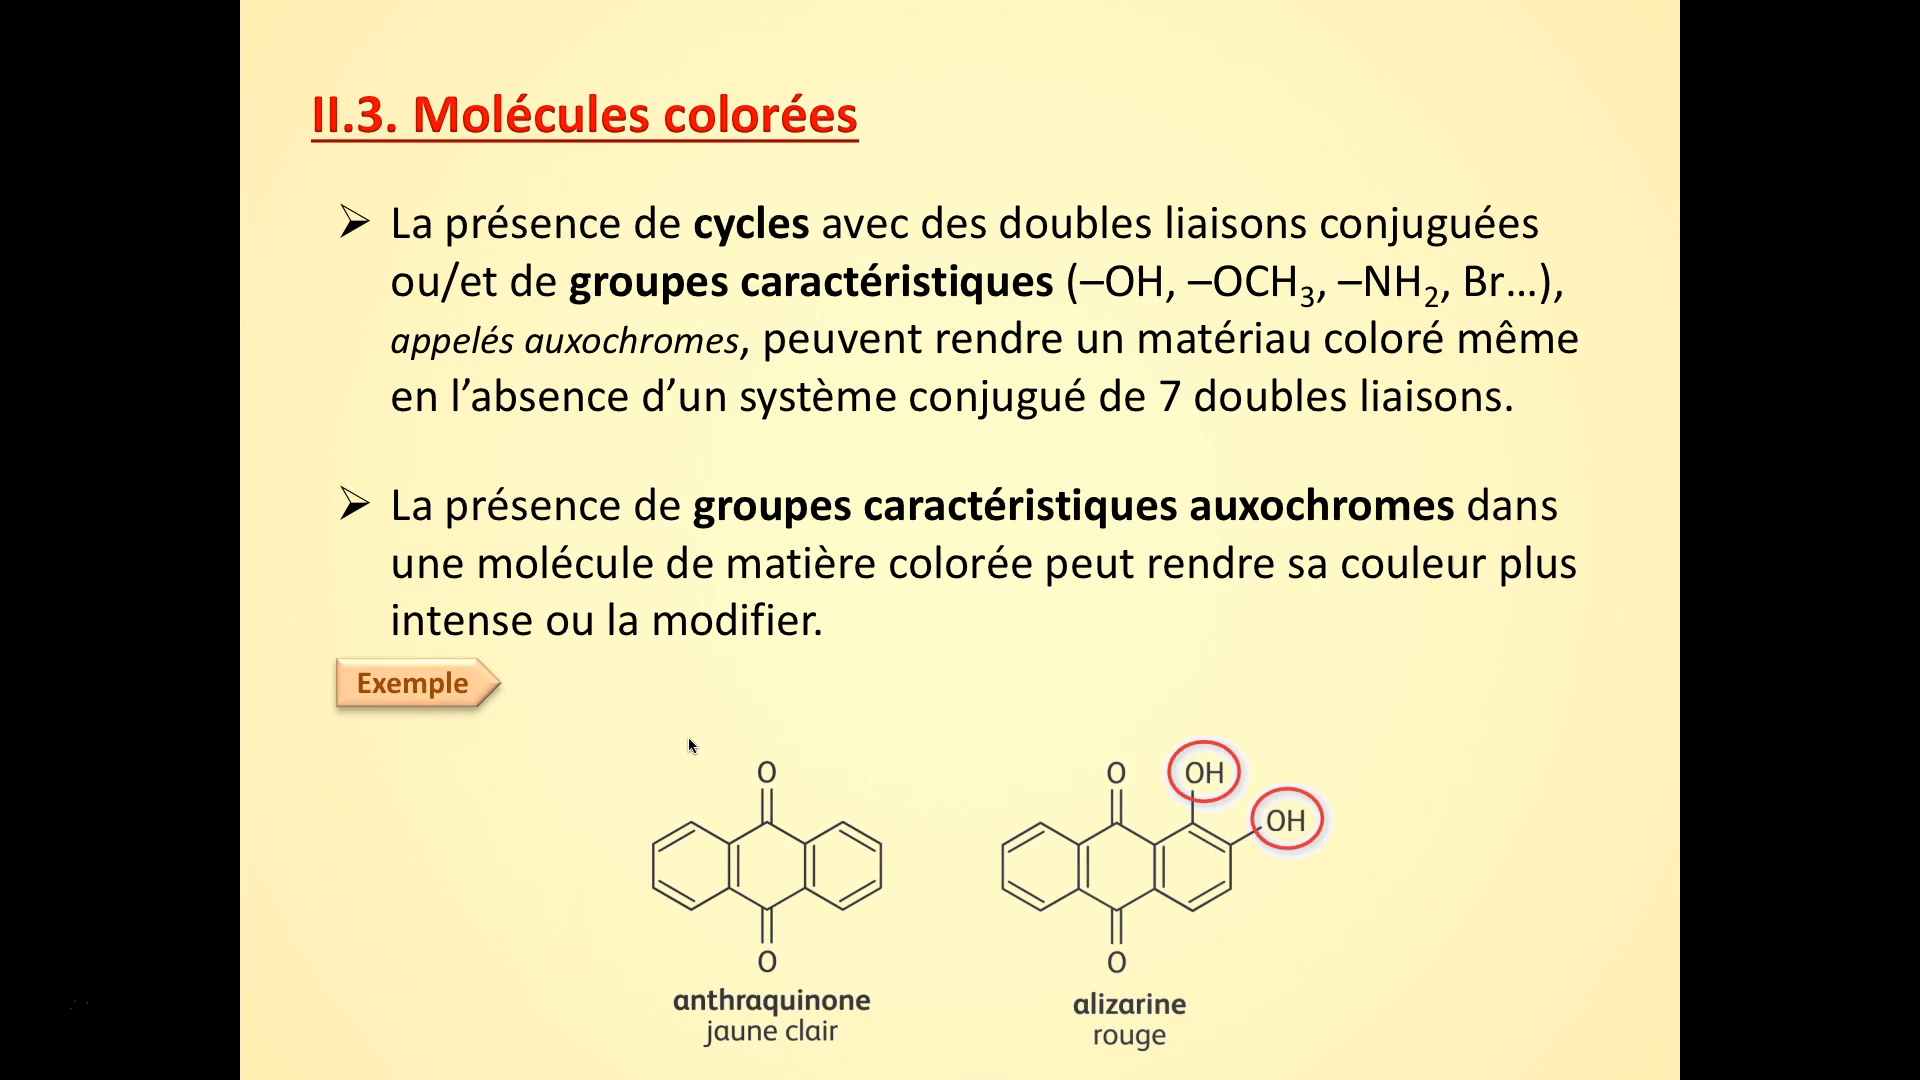 II.3. Molécules colorées
➢ La présence de cycles avec des doubles liaisons conjuguées
ou/et de groupes caractéristiques (–OH, –OCH₃, –NH₂, Br…),
appelés auxochromes, peuvent rendre un matériau coloré même
en l’absence d’un système conjugué de 7 doubles liaisons.
➢ La présence de groupes caractéristiques auxochromes dans
une molécule de matière colorée peut rendre sa couleur plus
intense ou la modifier.
Exemple
O
O
anthraquinone
jaune clair
O
OH
OH
O
alizarine
rouge